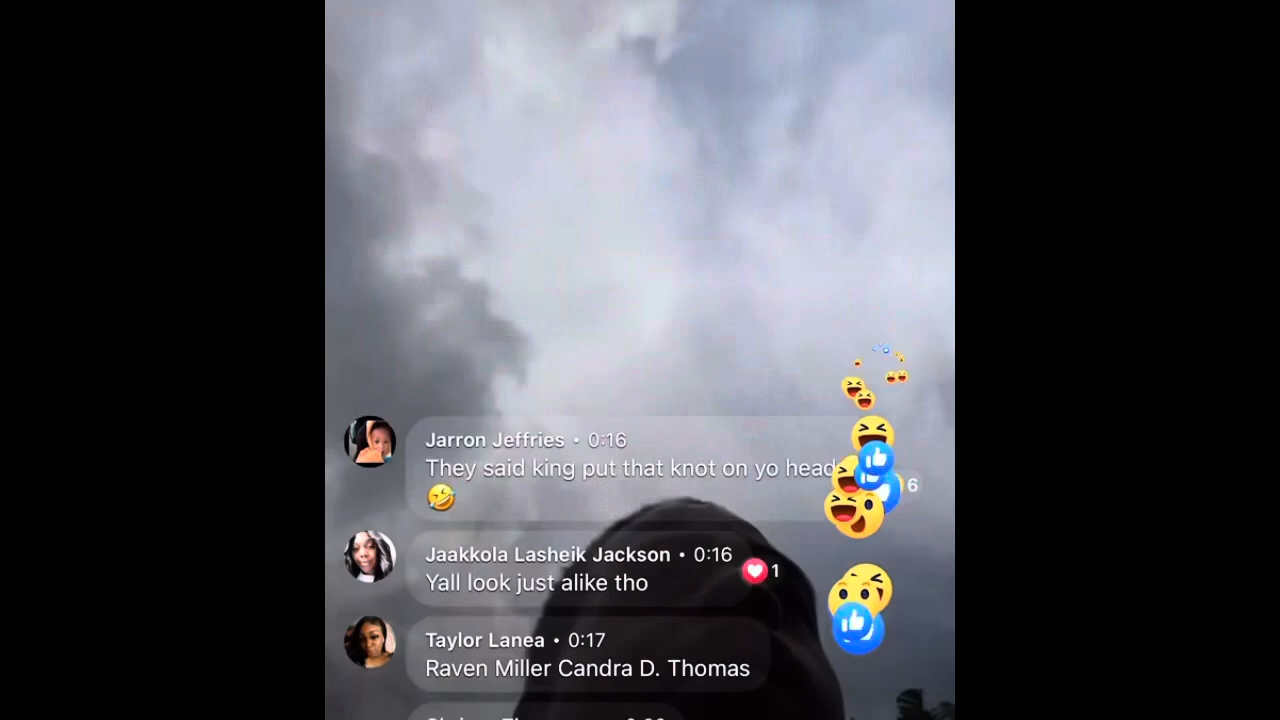 Jarron Jeffries • 0:16
They said king put that knot on yo head
🤣
6
Jaakkola Lasheik Jackson • 0:16
Yall look just alike tho
1
Taylor Lanea • 0:17
Raven Miller Candra D. Thomas